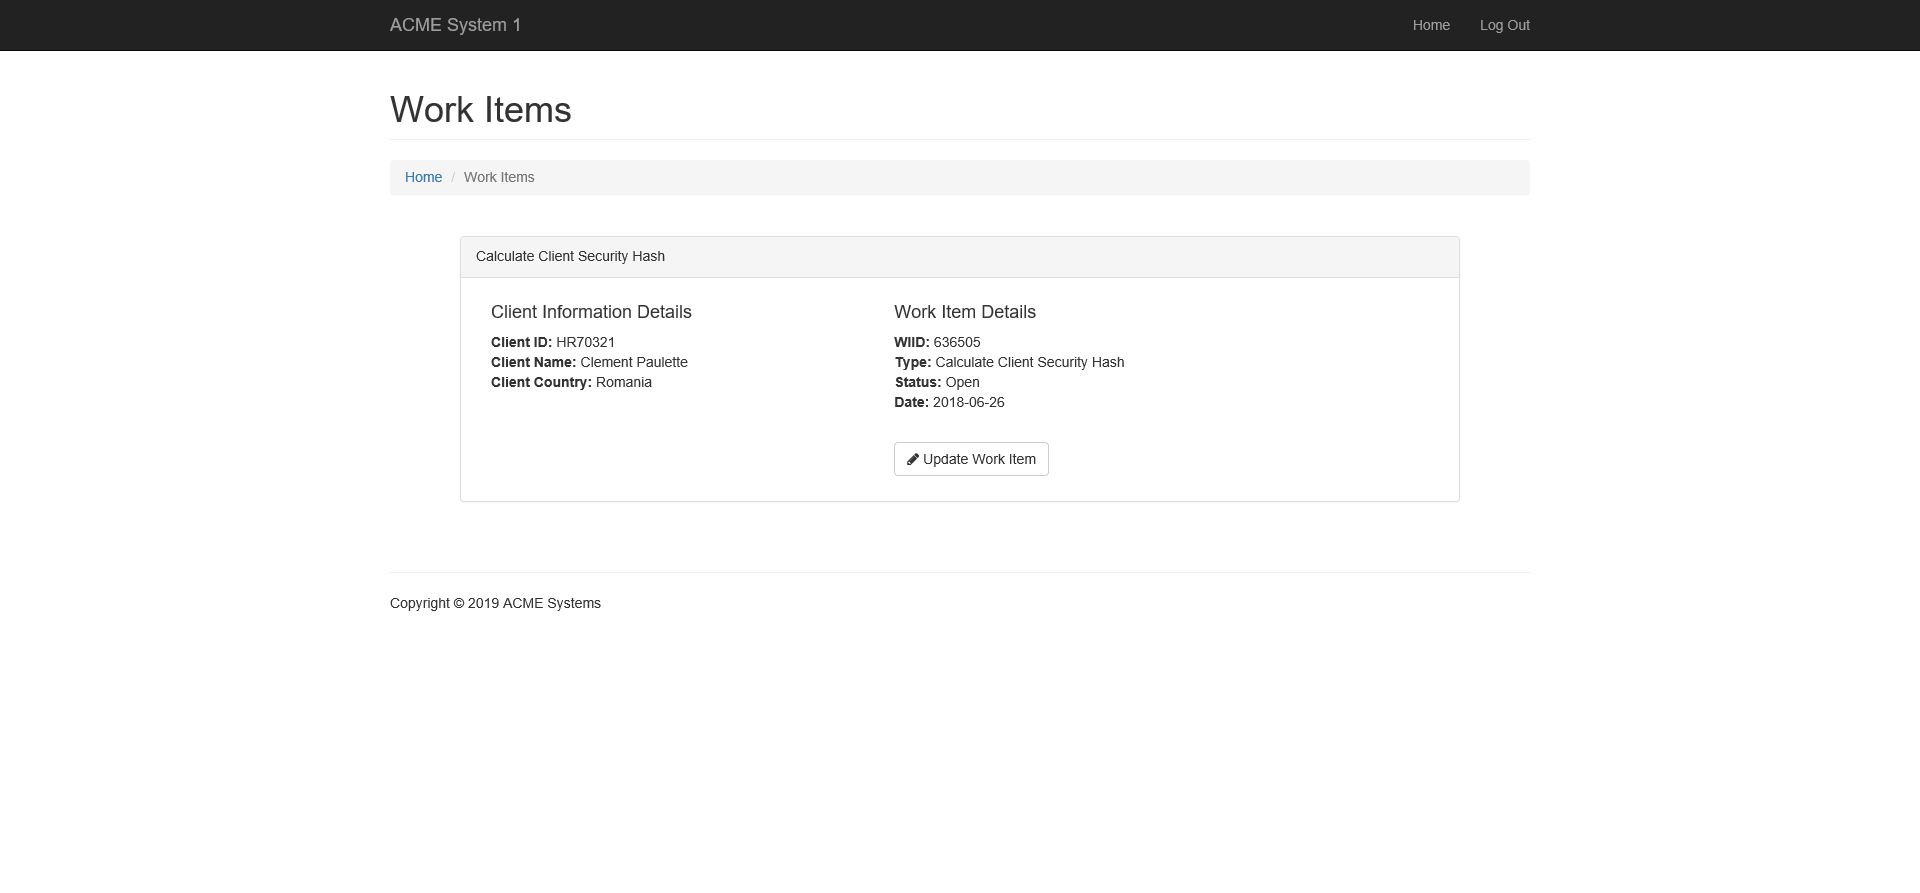 ACME System 1
Home
Log Out
Work Items
Home / Work Items
Calculate Client Security Hash
Client Information Details
Client ID: HR70321
Client Name: Clement Paulette
Client Country: Romania
Work Item Details
WIID: 636505
Type: Calculate Client Security Hash
Status: Open
Date: 2018-06-26
Update Work Item
Copyright © 2019 ACME Systems